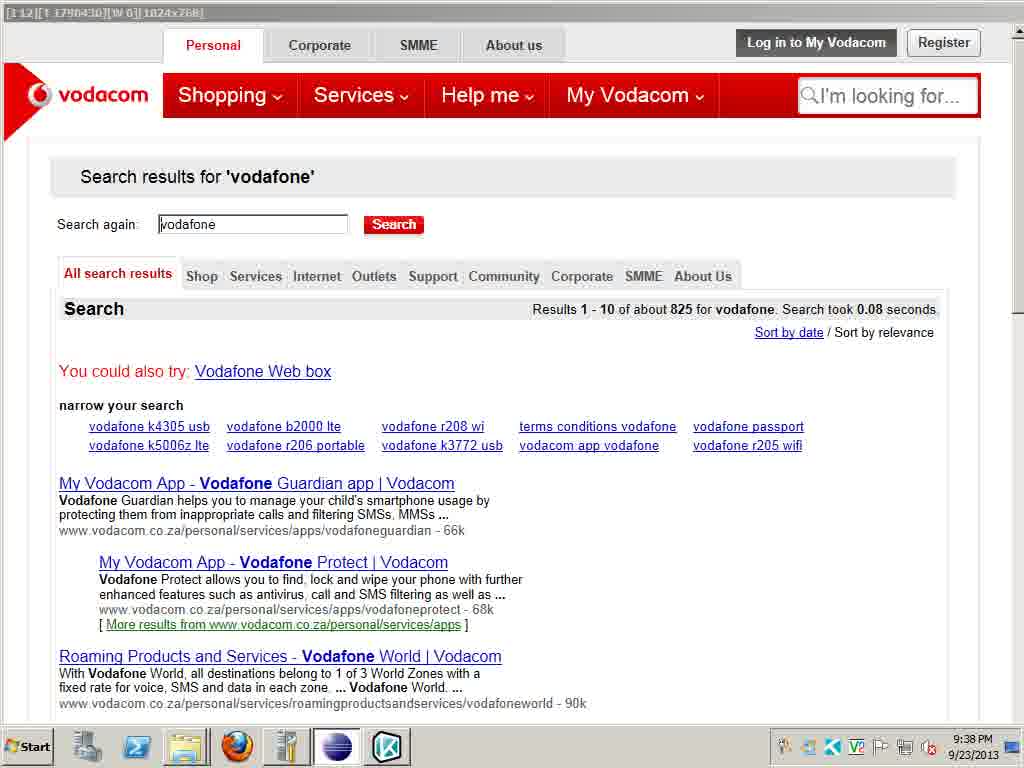 [1 12][T 1790430][W 0][1024x768]
Personal Corporate SMME About us Log in to My Vodacom Register
vodacom Shopping Services Help me My Vodacom I'm looking for...
Search results for 'vodafone'
Search again: vodafone Search
All search results Shop Services Internet Outlets Support Community Corporate SMME About Us
Search Results 1 - 10 of about 825 for vodafone. Search took 0.08 seconds.
Sort by date / Sort by relevance
You could also try: Vodafone Web box
narrow your search
vodafone k4305 usb vodafone b2000 lte vodafone r208 wi terms conditions vodafone vodafone passport
vodafone k5006z lte vodafone r206 portable vodafone k3772 usb vodacom app vodafone vodafone r205 wifi
My Vodacom App - Vodafone Guardian app | Vodacom
Vodafone Guardian helps you to manage your child's smartphone usage by
protecting them from inappropriate calls and filtering SMSs, MMSs ...
www.vodacom.co.za/personal/services/apps/vodafoneguardian - 66k
My Vodacom App - Vodafone Protect | Vodacom
Vodafone Protect allows you to find, lock and wipe your phone with further
enhanced features such as antivirus, call and SMS filtering as well as ...
www.vodacom.co.za/personal/services/apps/vodafoneprotect - 68k
[ More results from www.vodacom.co.za/personal/services/apps ]
Roaming Products and Services - Vodafone World | Vodacom
With Vodafone World, all destinations belong to 1 of 3 World Zones with a
fixed rate for voice, SMS and data in each zone. ... Vodafone World. ...
www.vodacom.co.za/personal/services/roamingproductsandservices/vodafoneworld - 90k
Start 9:38 PM
9/23/2013